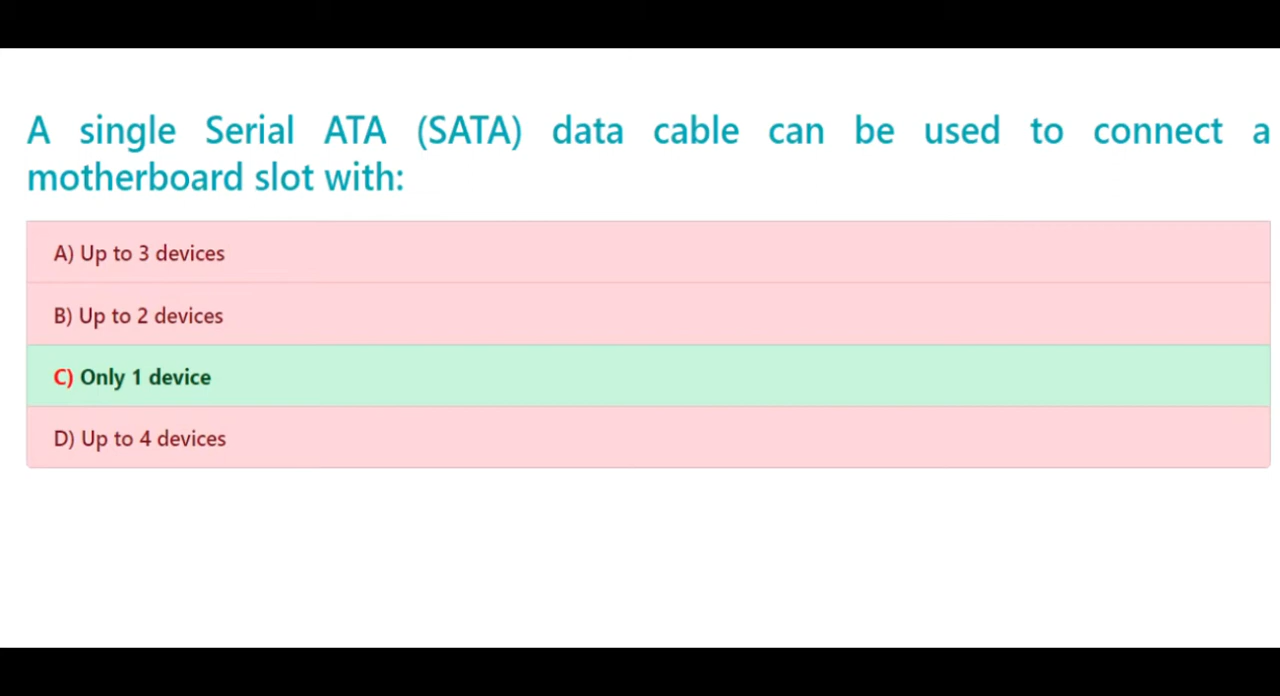 A single Serial ATA (SATA) data cable can be used to connect a
motherboard slot with:
A) Up to 3 devices
B) Up to 2 devices
C) Only 1 device
D) Up to 4 devices